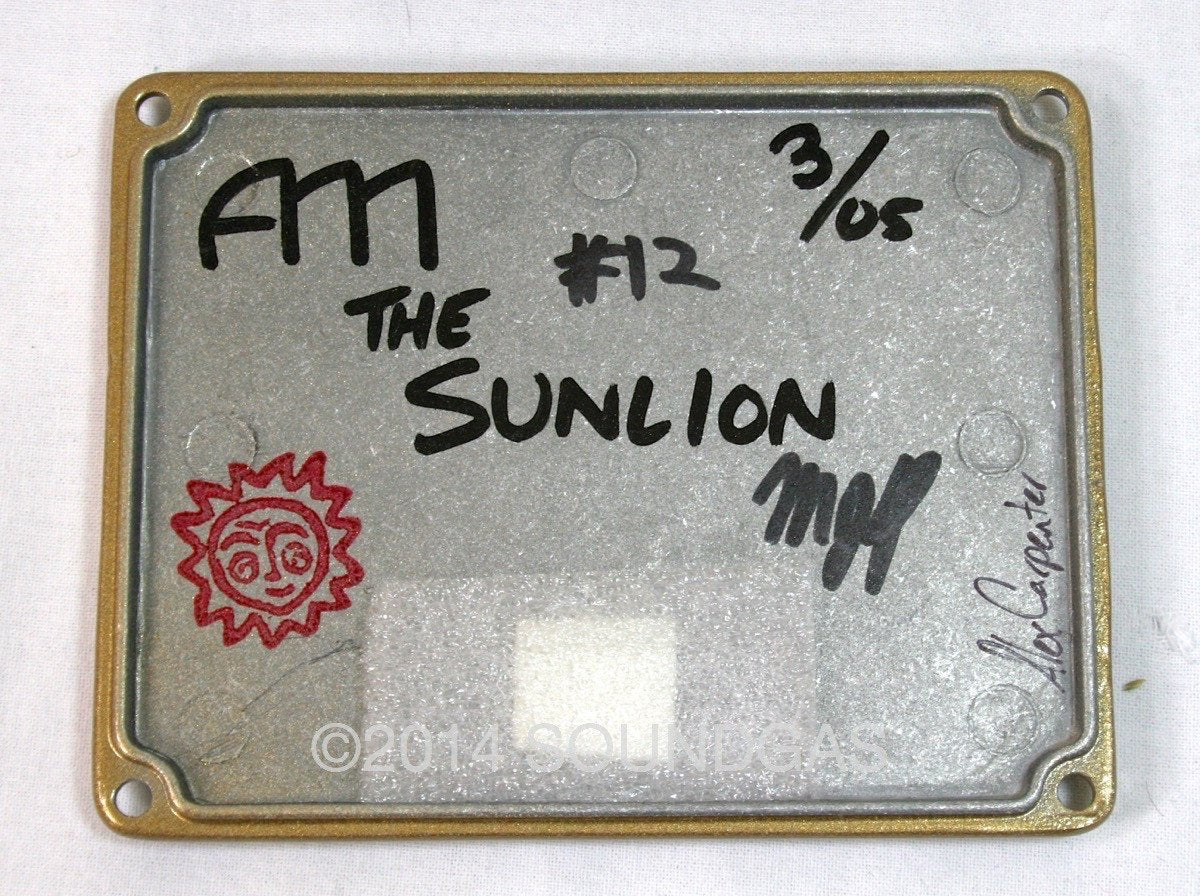 AM
3/05
#12
THE
SUNLION
Alex Carpenter
©2014 SOUNDGAS